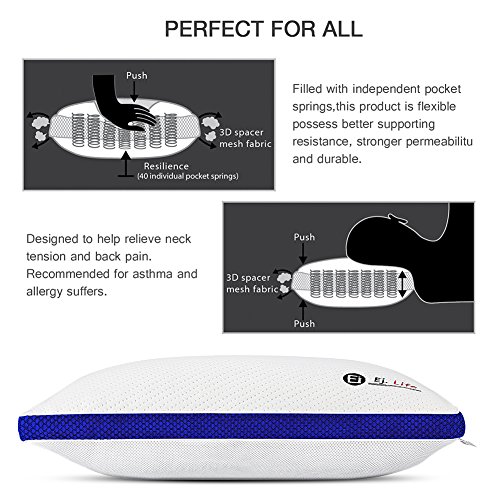 PERFECT FOR ALL
Push
3D spacer
mesh fabric
Resilience
(40 individual pocket springs)
Filled with independent pocket
springs,this product is flexible
possess better supporting
resistance, stronger permeabilitu
and durable.
Designed to help relieve neck
tension and back pain.
Recommended for asthma and
allergy suffers.
Push
3D spacer
mesh fabric
Push
Ej. Life